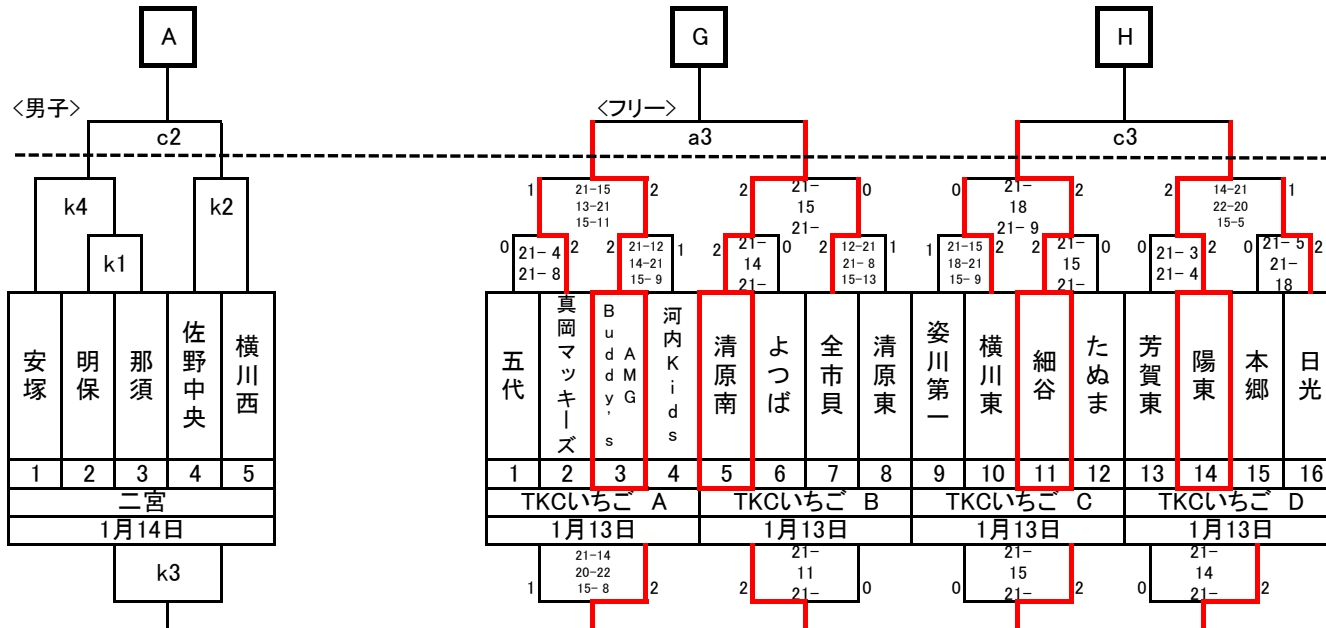 A G H
〈男子〉 〈フリー〉
c2 a3 c3
1 21-15 2 2 21- 0 0 21- 2 2 14-21 1
k4 k2 13-21 15 18 22-20
15-11 21- 21- 9 15-5
0 21- 4 2 2 21-12 1 2 21- 0 2 12-21 1 1 21-15 2 2 21- 0 0 21- 3 2 0 21- 5 2
k1 21- 8 14-21 14 21- 8 18-21 15 21- 4 21-
15- 9 21- 15-13 15- 9 21- 18
安塚 明保 那須 佐野中央 横川西 五代 真岡マッキーズ Buddy's AMG 河内Kids 清原南 よつば 全市貝 清原東 姿川第一 横川東 細谷 たぬま 芳賀東 陽東 本郷 日光
1 2 3 4 5 1 2 3 4 5 6 7 8 9 10 11 12 13 14 15 16
二宮 TKCいちご A TKCいちご B TKCいちご C TKCいちご D
1月14日 1月13日 1月13日 1月13日 1月13日
21-14 21- 21- 21-
k3 1 20-22 2 2 11 0 0 15 2 0 14 2
15- 8 21- 21- 21-